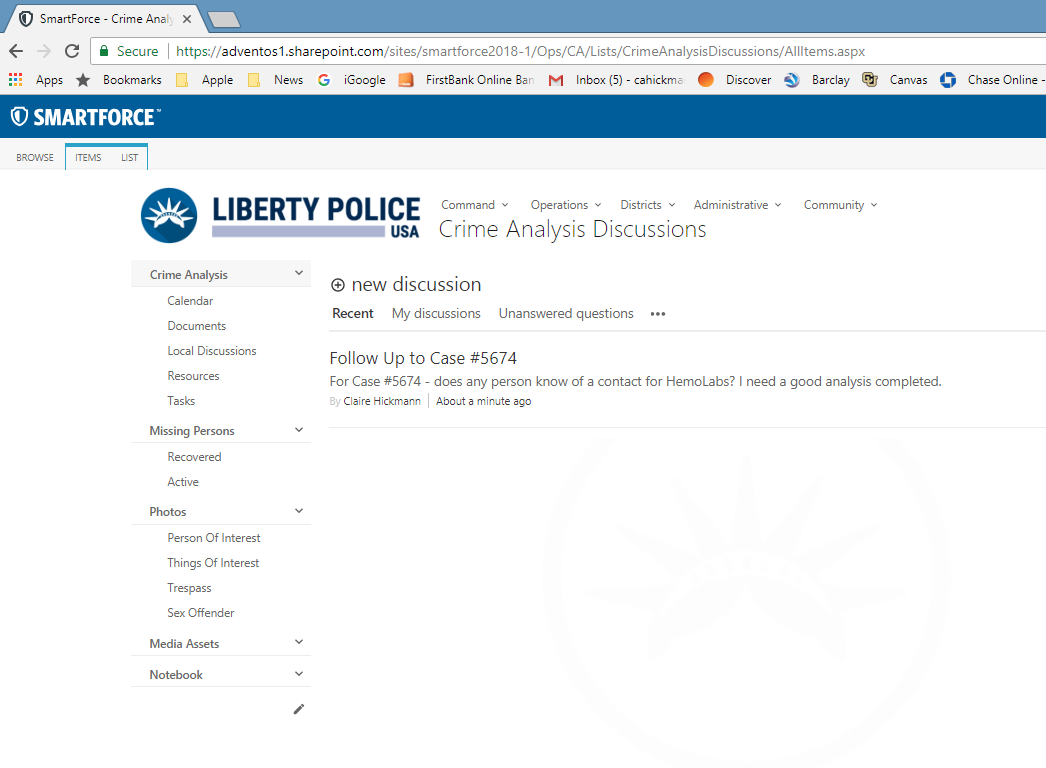 SmartForce - Crime Analy
Secure https://adventos1.sharepoint.com/sites/smartforce2018-1/Ops/CA/Lists/CrimeAnalysisDiscussions/AllItems.aspx
Apps Bookmarks Apple News iGoogle FirstBank Online Ban Inbox (5) - cahickma Discover Barclay Canvas Chase Online -
SMARTFORCE™
BROWSE ITEMS LIST
LIBERTY POLICE
USA
Command Operations Districts Administrative Community
Crime Analysis Discussions
Crime Analysis
Calendar
Documents
Local Discussions
Resources
Tasks
Missing Persons
Recovered
Active
Photos
Person Of Interest
Things Of Interest
Trespass
Sex Offender
Media Assets
Notebook
new discussion
Recent My discussions Unanswered questions •••
Follow Up to Case #5674
For Case #5674 - does any person know of a contact for HemoLabs? I need a good analysis completed.
By Claire Hickmann About a minute ago